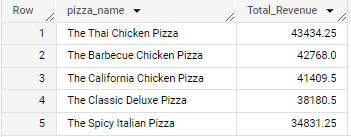 Row pizza_name Total_Revenue
1 The Thai Chicken Pizza 43434.25
2 The Barbecue Chicken Pizza 42768.0
3 The California Chicken Pizza 41409.5
4 The Classic Deluxe Pizza 38180.5
5 The Spicy Italian Pizza 34831.25